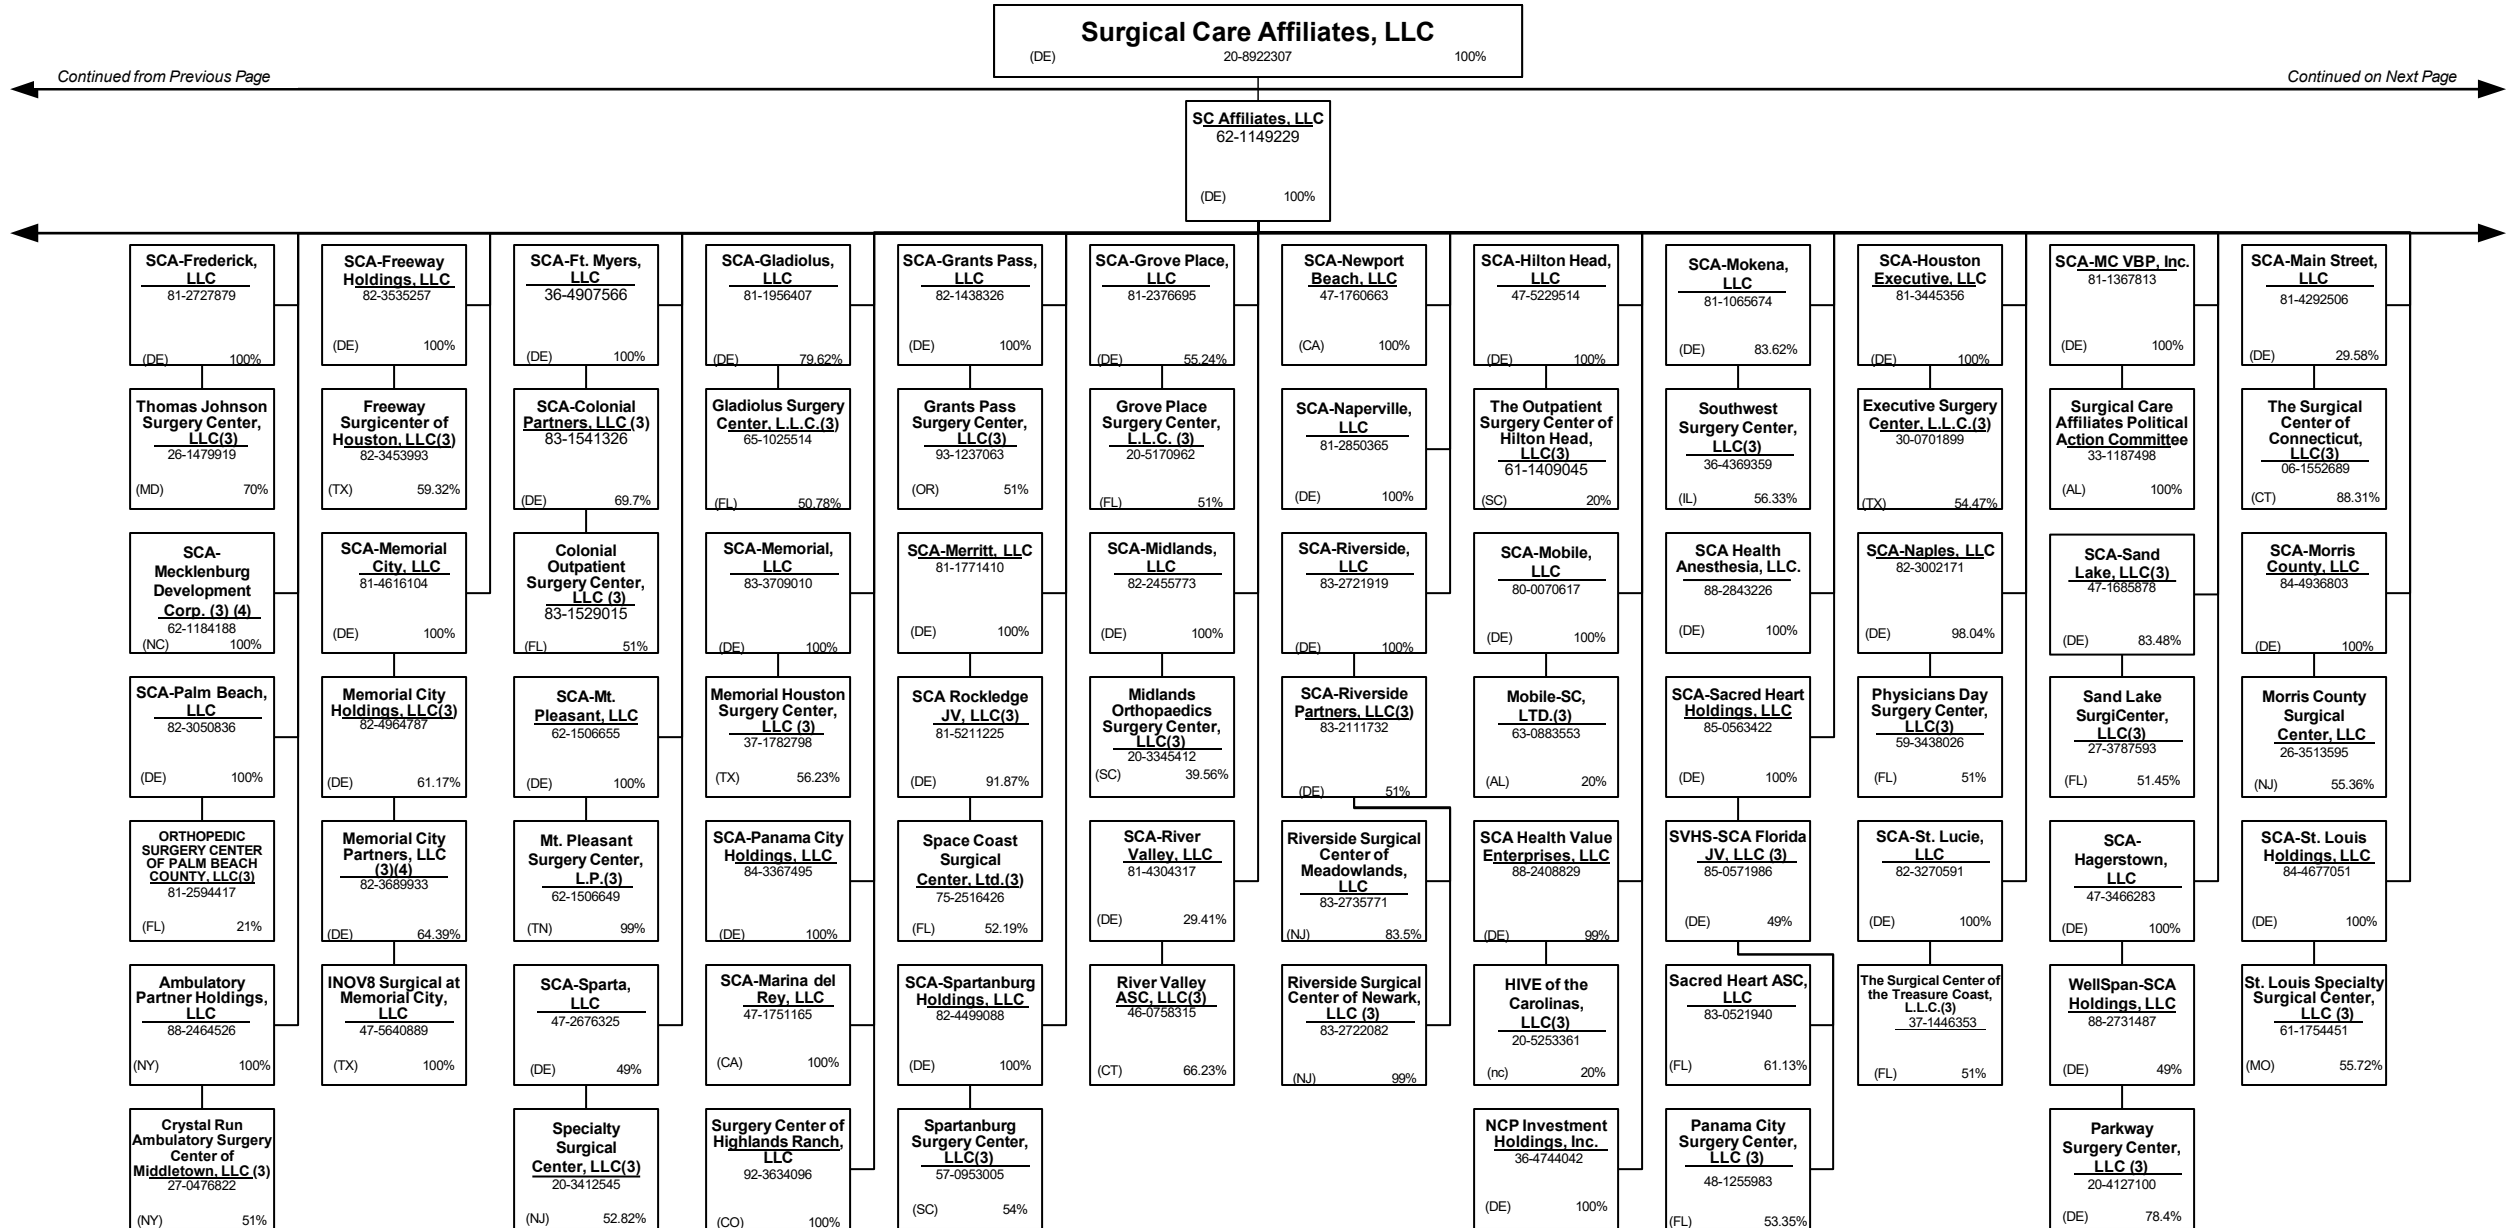 Surgical Care Affiliates, LLC
(DE) 20-8922307 100%
Continued from Previous Page
Continued on Next Page
SC Affiliates, LLC
62-1149229
(DE) 100%
SCA-Frederick,
LLC
81-2727879
(DE) 100%
SCA-Freeway
Holdings, LLC
82-3535257
(DE) 100%
SCA-Ft. Myers,
LLC
36-4907566
(DE) 100%
SCA-Gladiolus,
LLC
81-1956407
(DE) 79.62%
SCA-Grants Pass,
LLC
82-1438326
(DE) 100%
SCA-Grove Place,
LLC
81-2376695
(DE) 55.24%
SCA-Newport
Beach, LLC
47-1760663
(CA) 100%
SCA-Hilton Head,
LLC
47-5229514
(DE) 100%
SCA-Mokena,
LLC
81-1065674
(DE) 83.62%
SCA-Houston
Executive, LLC
81-3445356
(DE) 100%
SCA-MC VBP, Inc.
81-1367813
(DE) 100%
SCA-Main Street,
LLC
81-4292506
(DE) 29.58%
Thomas Johnson
Surgery Center,
LLC(3)
26-1479919
(MD) 70%
Freeway
Surgicenter of
Houston, LLC(3)
82-3453993
(TX) 59.32%
SCA-Colonial
Partners, LLC (3)
83-1541326
(DE) 69.7%
Gladiolus Surgery
Center, L.L.C.(3)
65-1025514
(FL) 50.78%
Grants Pass
Surgery Center,
LLC(3)
93-1237063
(OR) 51%
Grove Place
Surgery Center,
L.L.C. (3)
20-5170962
(FL) 51%
SCA-Naperville,
LLC
81-2850365
(DE) 100%
The Outpatient
Surgery Center of
Hilton Head,
LLC(3)
61-1409045
(SC) 20%
Southwest
Surgery Center,
LLC(3)
36-4369359
(IL) 56.33%
Executive Surgery
Center, L.L.C.(3)
30-0701899
(TX) 54.47%
Surgical Care
Affiliates Political
Action Committee
33-1187498
(AL) 100%
The Surgical
Center of
Connecticut,
LLC(3)
06-1552689
(CT) 88.31%
SCA-
Mecklenburg
Development
Corp. (3) (4)
62-1184188
(NC) 100%
SCA-Memorial
City, LLC
81-4616104
(DE) 100%
Colonial
Outpatient
Surgery Center,
LLC (3)
83-1529015
(FL) 51%
SCA-Memorial,
LLC
83-3709010
(DE) 100%
SCA-Merritt, LLC
81-1771410
(DE) 100%
SCA-Midlands,
LLC
82-2455773
(DE) 100%
SCA-Riverside,
LLC
83-2721919
(DE) 100%
SCA-Mobile,
LLC
80-0070617
(DE) 100%
SCA Health
Anesthesia, LLC.
88-2843226
(DE) 100%
SCA-Naples, LLC
82-3002171
(DE) 98.04%
SCA-Sand
Lake, LLC(3)
47-1685878
(DE) 83.48%
SCA-Morris
County, LLC
84-4936803
(DE) 100%
SCA-Palm Beach,
LLC
82-3050836
(DE) 100%
Memorial City
Holdings, LLC(3)
82-4964787
(DE) 61.17%
SCA-Mt.
Pleasant, LLC
62-1506655
(DE) 100%
Memorial Houston
Surgery Center,
LLC (3)
37-1782798
(TX) 56.23%
SCA Rockledge
JV, LLC(3)
81-5211225
(DE) 91.87%
Midlands
Orthopaedics
Surgery Center,
LLC(3)
20-3345412
(SC) 39.56%
SCA-Riverside
Partners, LLC(3)
83-2111732
(DE) 51%
Mobile-SC,
LTD.(3)
63-0883553
(AL) 20%
SCA-Sacred Heart
Holdings, LLC
85-0563422
(DE) 100%
Physicians Day
Surgery Center,
LLC(3)
59-3438026
(FL) 51%
Sand Lake
SurgiCenter,
LLC(3)
27-3787593
(FL) 51.45%
Morris County
Surgical
Center, LLC
26-3513595
(NJ) 55.36%
ORTHOPEDIC
SURGERY CENTER
OF PALM BEACH
COUNTY, LLC(3)
81-2594417
(FL) 21%
Memorial City
Partners, LLC
(3)(4)
82-3689933
(DE) 64.39%
Mt. Pleasant
Surgery Center,
L.P.(3)
62-1506649
(TN) 99%
SCA-Panama City
Holdings, LLC
84-3367495
(DE) 100%
Space Coast
Surgical
Center, Ltd.(3)
75-2516426
(FL) 52.19%
SCA-River
Valley, LLC
81-4304317
(DE) 29.41%
Riverside Surgical
Center of
Meadowlands,
LLC
83-2735771
(NJ) 83.5%
SCA Health Value
Enterprises, LLC
88-2408829
(DE) 99%
SVHS-SCA Florida
JV, LLC (3)
85-0571986
(DE) 49%
SCA-St. Lucie,
LLC
82-3270591
(DE) 100%
SCA-
Hagerstown,
LLC
47-3466283
(DE) 100%
SCA-St. Louis
Holdings, LLC
84-4677051
(DE) 100%
Ambulatory
Partner Holdings,
LLC
88-2464526
(NY) 100%
INOV8 Surgical at
Memorial City,
LLC
47-5640889
(TX) 100%
SCA-Sparta,
LLC
47-2676325
(DE) 49%
SCA-Marina del
Rey, LLC
47-1751165
(CA) 100%
SCA-Spartanburg
Holdings, LLC
82-4499088
(DE) 100%
River Valley
ASC, LLC(3)
46-0758315
(CT) 66.23%
Riverside Surgical
Center of Newark,
LLC (3)
83-2722082
(NJ) 99%
HIVE of the
Carolinas,
LLC(3)
20-5253361
(nc) 20%
Sacred Heart ASC,
LLC
83-0521940
(FL) 61.13%
The Surgical Center of
the Treasure Coast,
L.L.C.(3)
37-1446353
(FL) 51%
WellSpan-SCA
Holdings, LLC
88-2731487
(DE) 49%
St. Louis Specialty
Surgical Center,
LLC (3)
61-1754451
(MO) 55.72%
Crystal Run
Ambulatory Surgery
Center of
Middletown, LLC (3)
27-0476822
(NY) 51%
Specialty
Surgical
Center, LLC(3)
20-3412545
(NJ) 52.82%
Surgery Center of
Highlands Ranch,
LLC
92-3634096
(CO) 100%
Spartanburg
Surgery Center,
LLC(3)
57-0953005
(SC) 54%
NCP Investment
Holdings, Inc.
36-4744042
(DE) 100%
Panama City
Surgery Center,
LLC (3)
48-1255983
(FL) 53.35%
Parkway
Surgery Center,
LLC (3)
20-4127100
(DE) 78.4%